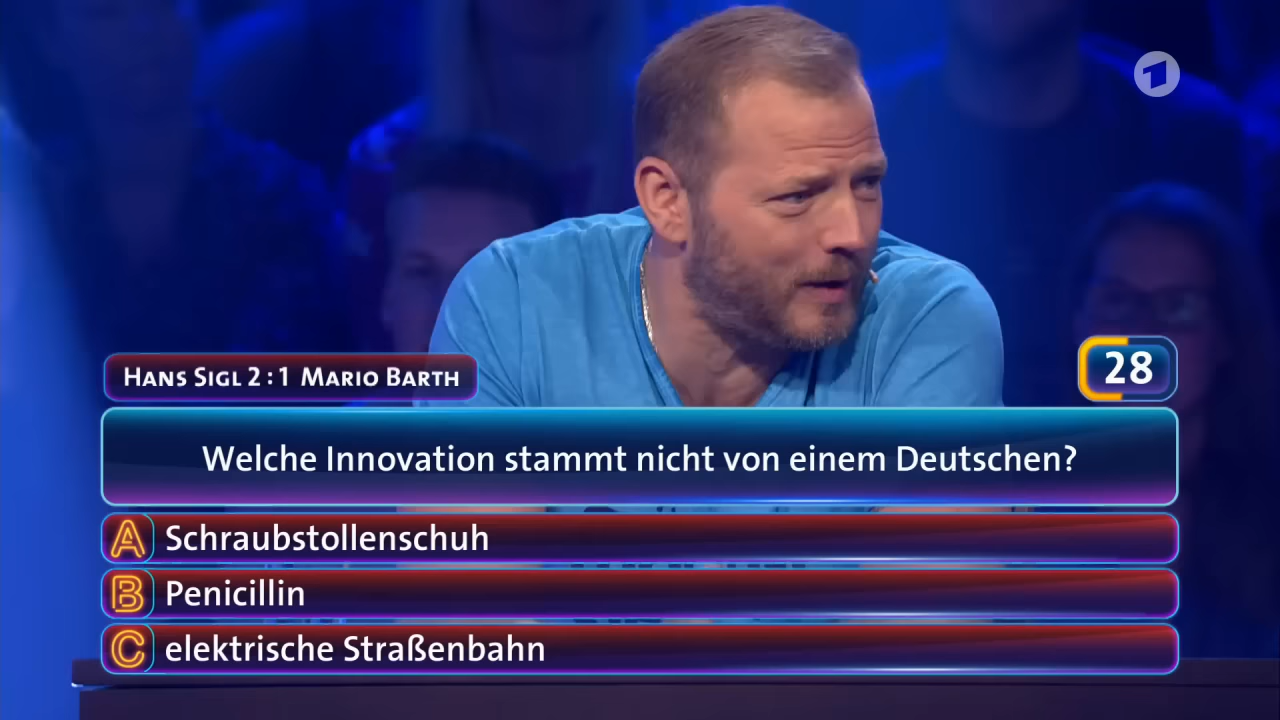 Hans Sigl 2:1 Mario Barth
28
Welche Innovation stammt nicht von einem Deutschen?
A Schraubstollenschuh
B Penicillin
C elektrische Straßenbahn